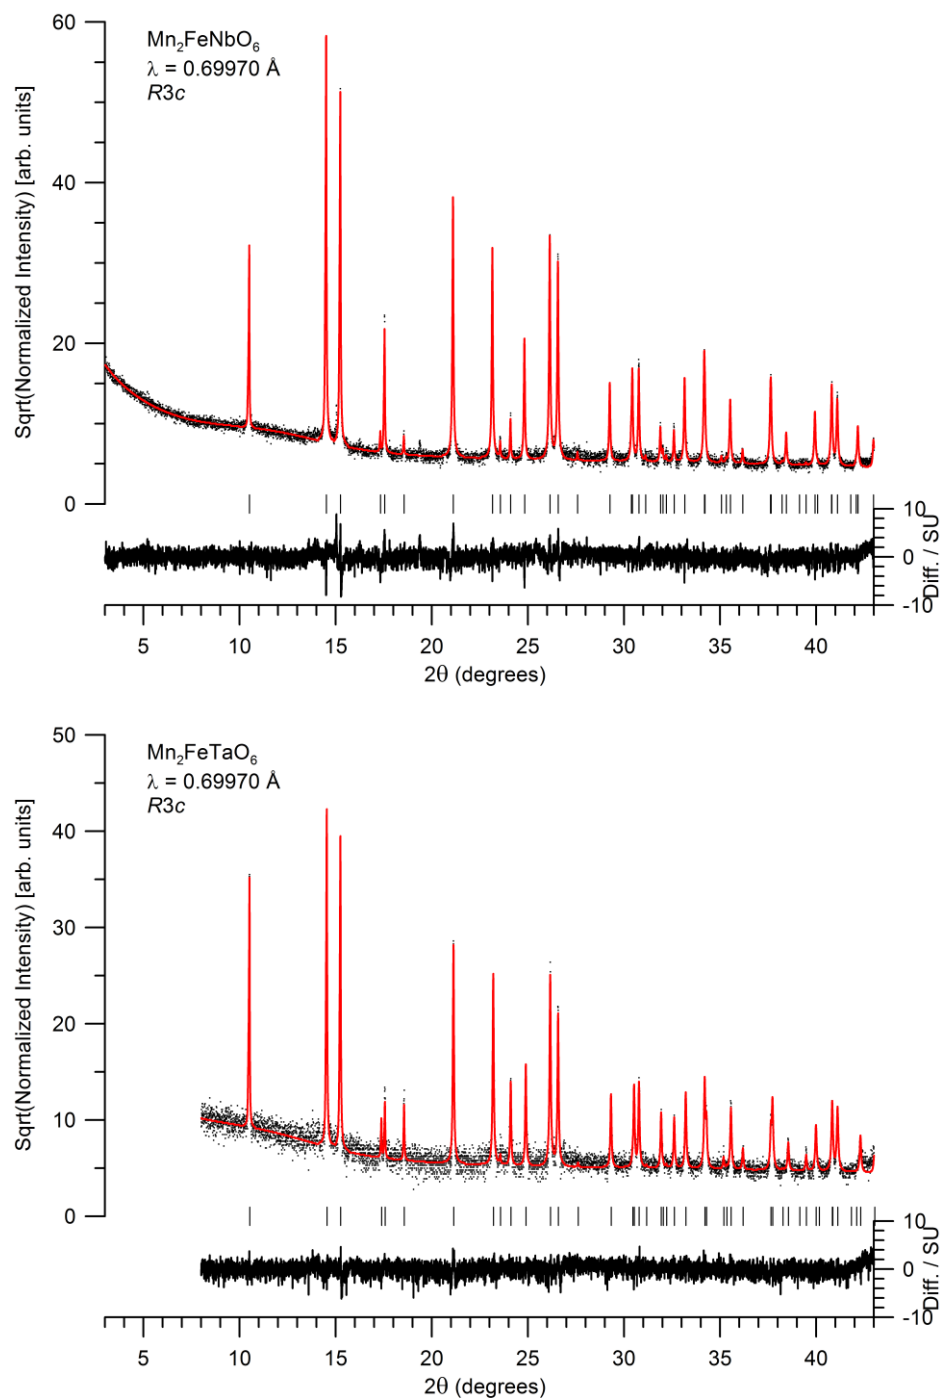 60
Mn₂FeNbO₆
λ = 0.69970 Å
R3c
Sqrt(Normalized Intensity) [arb. units]
40
20
0
10
0
-10
Diff. / SU
5 10 15 20 25 30 35 40
2θ (degrees)
50
Mn₂FeTaO₆
λ = 0.69970 Å
R3c
Sqrt(Normalized Intensity) [arb. units]
40
30
20
10
0
10
0
-10
Diff. / SU
5 10 15 20 25 30 35 40
2θ (degrees)